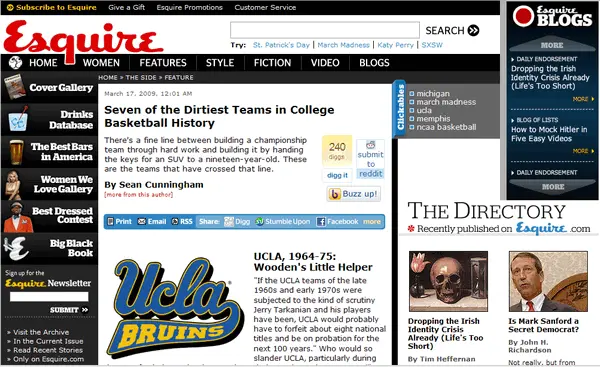 Subscribe to Esquire
Give a Gift
Esquire Promotions
Customer Service
Esquire
SEARCH
Try: St. Patrick's Day | March Madness | Katy Perry | SXSW
HOME WOMEN FEATURES STYLE FICTION VIDEO BLOGS
HOME » THE SIDE » FEATURE
Cover Gallery
Drinks
Database
The Best Bars
in America
Women We
Love Gallery
Best Dressed
Contest
Big Black
Book
Sign up for the
Esquire Newsletter
SUBMIT
» Visit the Archive
» In the Current Issue
» Read Recent Stories
» Only on Esquire.com
March 17, 2009, 12:01 AM
Seven of the Dirtiest Teams in College
Basketball History
There's a fine line between building a championship
team through hard work and building it by handing
the keys for an SUV to a nineteen-year-old. These
are the teams that have crossed that line.
By Sean Cunningham
[more from this author]
240
diggs
digg it
submit
to
reddit
Buzz up!
Print Email RSS Share: Digg Stumble Upon Facebook more
Ucla
BRUINS
UCLA, 1964-75:
Wooden's Little Helper
"If the UCLA teams of the late
1960s and early 1970s were
subjected to the kind of scrutiny
Jerry Tarkanian and his players
have been, UCLA would probably
have to forfeit about eight national
titles and be on probation for the
next 100 years." Who would so
slander UCLA, particularly during
Clickables
michigan
march madness
ucla
memphis
ncaa basketball
Esquire
BLOGS
MORE
DAILY ENDORSEMENT
Dropping the Irish
Identity Crisis Already
(Life's Too Short)
MORE
BLOG OF LISTS
How to Mock Hitler in
Five Easy Videos
MORE
DAILY ENDORSEMENT
MORE
THE DIRECTORY
Recently published on Esquire.com
Dropping the Irish
Identity Crisis
Already (Life's Too
Short)
By Tim Heffernan
Is Mark Sanford a
Secret Democrat?
By John H.
Richardson
Not really, but from